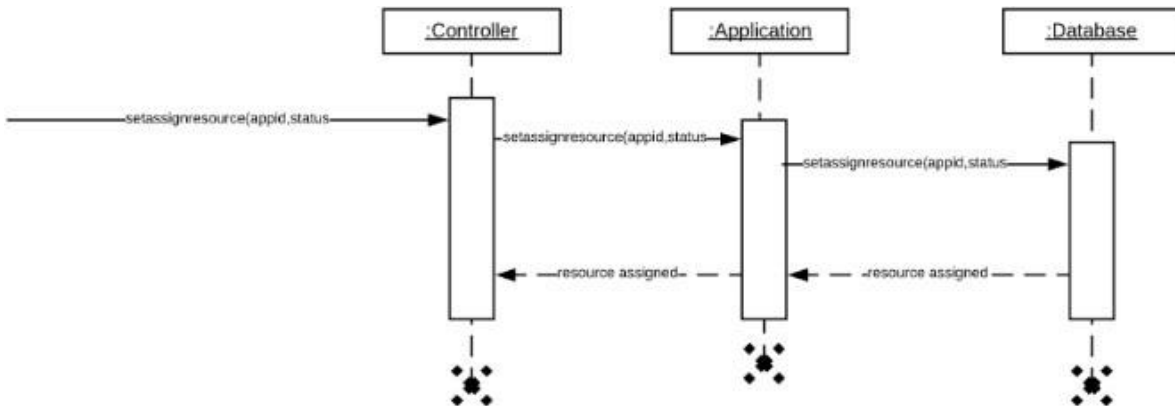 :Controller
:Application
:Database
setassignresource(appid,status
setassignresource(appid,status
setassignresource(appid,status
resource assigned
resource assigned